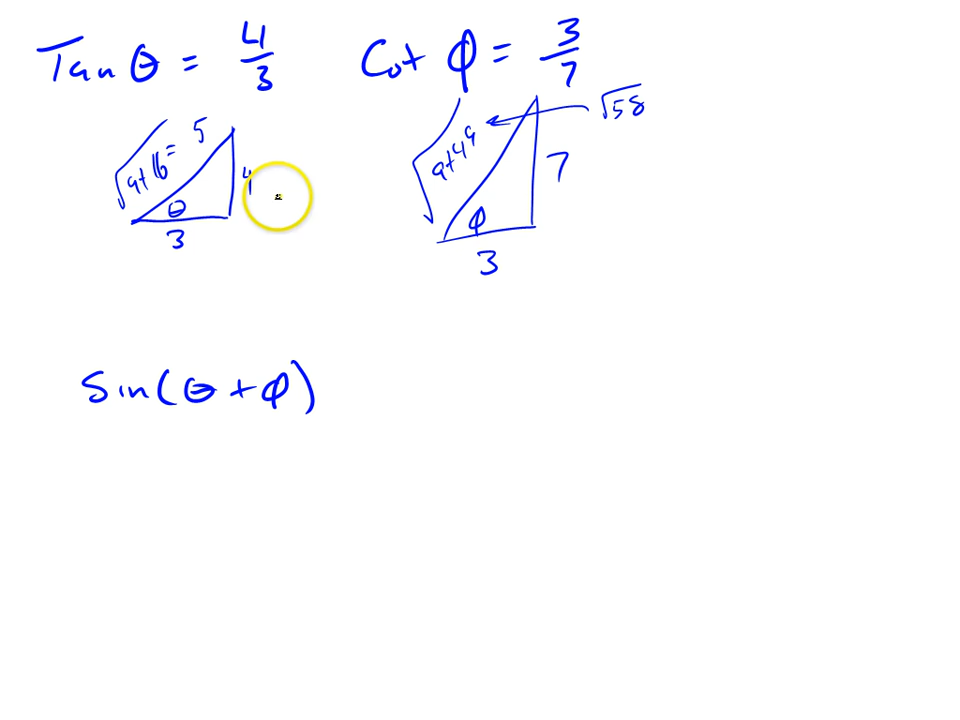 Tan θ = 4/3
Cot φ = 3/7
√9+16 = 5
4
θ
3
√9+49
√58
7
φ
3
Sin(θ+φ)